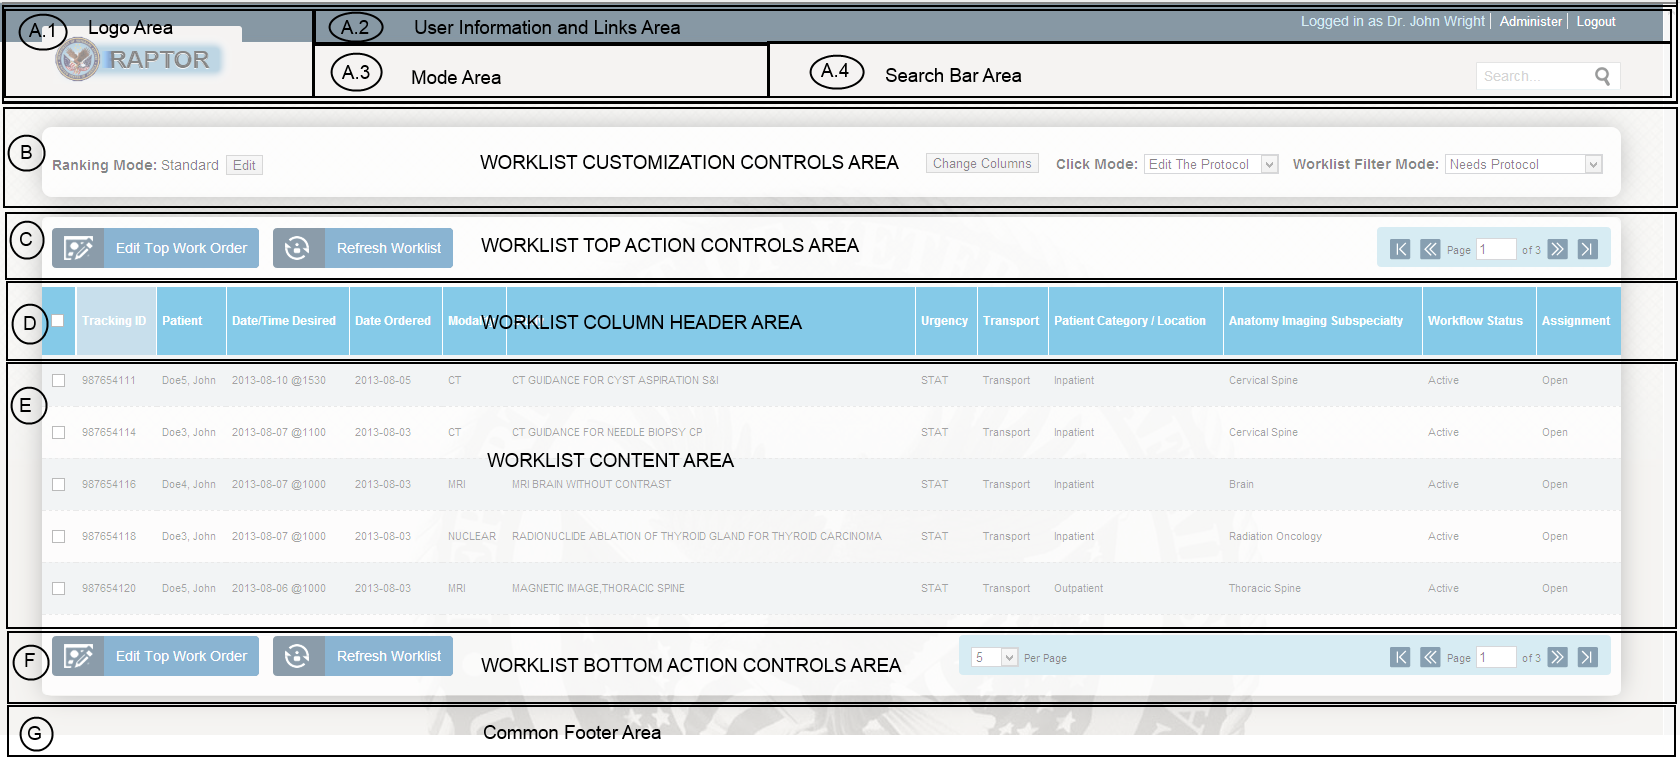 A.1 Logo Area A.2 User Information and Links Area Logged in as Dr. John Wright Administer Logout
RAPTOR A.3 Mode Area A.4 Search Bar Area Search...
B Ranking Mode: Standard Edit WORKLIST CUSTOMIZATION CONTROLS AREA Change Columns Click Mode: Edit The Protocol Worklist Filter Mode: Needs Protocol
C Edit Top Work Order Refresh Worklist WORKLIST TOP ACTION CONTROLS AREA Page 1 of 3
D Tracking ID Patient Date/Time Desired Date Ordered WORKLIST COLUMN HEADER AREA Urgency Transport Patient Category / Location Anatomy Imaging Subspecialty Workflow Status Assignment
987654111 Doe5, John 2013-08-10 @1530 2013-08-05 CT CT GUIDANCE FOR CYST ASPIRATION S&I STAT Transport Inpatient Cervical Spine Active Open
E
987654114 Doe3, John 2013-08-07 @1100 2013-08-03 CT CT GUIDANCE FOR NEEDLE BIOPSY CP STAT Transport Inpatient Cervical Spine Active Open
WORKLIST CONTENT AREA
987654116 Doe4, John 2013-08-07 @1000 2013-08-03 MRI MRI BRAIN WITHOUT CONTRAST STAT Transport Inpatient Brain Active Open
987654118 Doe3, John 2013-08-07 @1000 2013-08-03 NUCLEAR RADIONUCLIDE ABLATION OF THYROID GLAND FOR THYROID CARCINOMA STAT Transport Inpatient Radiation Oncology Active Open
987654120 Doe5, John 2013-08-06 @1000 2013-08-03 MRI MAGNETIC IMAGE,THORACIC SPINE STAT Transport Outpatient Thoracic Spine Active Open
F Edit Top Work Order Refresh Worklist WORKLIST BOTTOM ACTION CONTROLS AREA 5 Per Page Page 1 of 3
G Common Footer Area